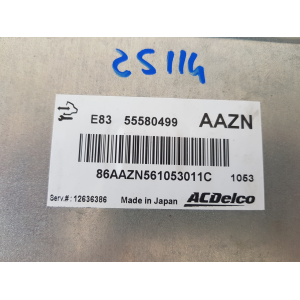 25114
E83 55580499 AAZN
86AAZN561053011C 1053
Serv.#: 12636386 Made in Japan ACDelco